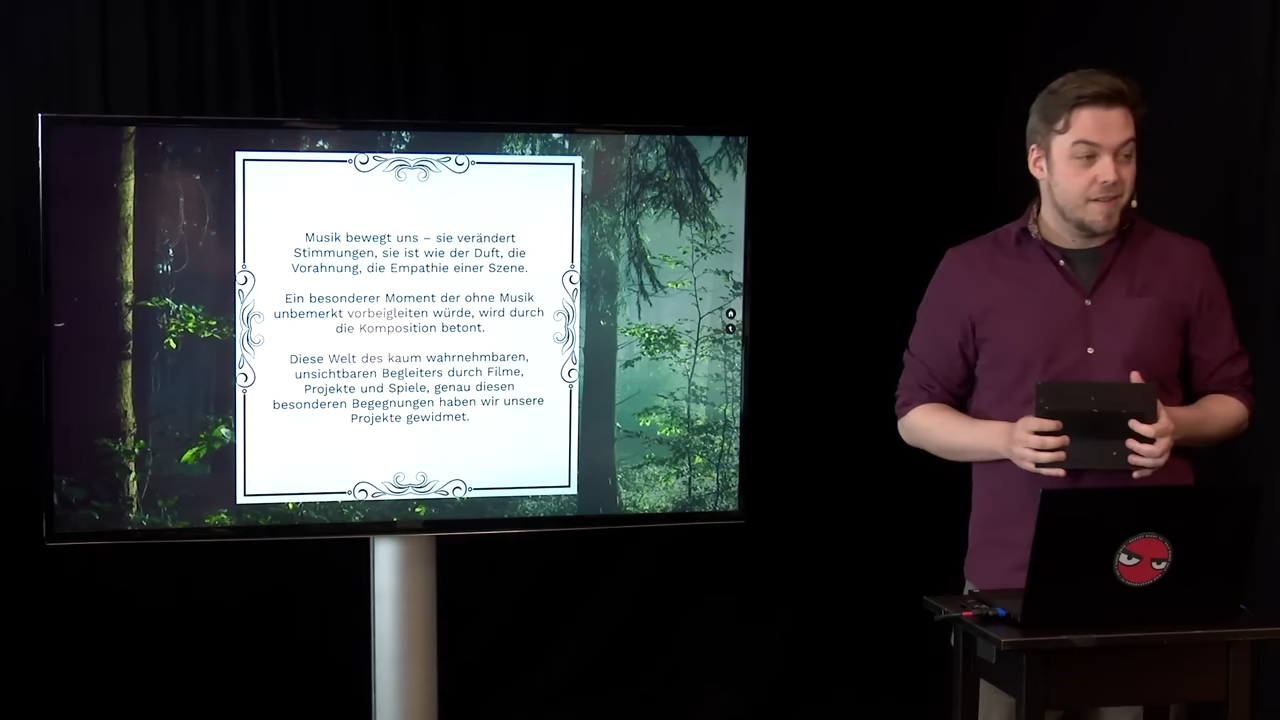 Musik bewegt uns – sie verändert
Stimmungen, sie ist wie der Duft, die
Vorahnung, die Empathie einer Szene.
Ein besonderer Moment der ohne Musik
unbemerkt vorbeigleiten würde, wird durch
die Komposition betont.
Diese Welt des kaum wahrnehmbaren,
unsichtbaren Begleiters durch Filme,
Projekte und Spiele, genau diesen
besonderen Begegnungen haben wir unsere
Projekte gewidmet.